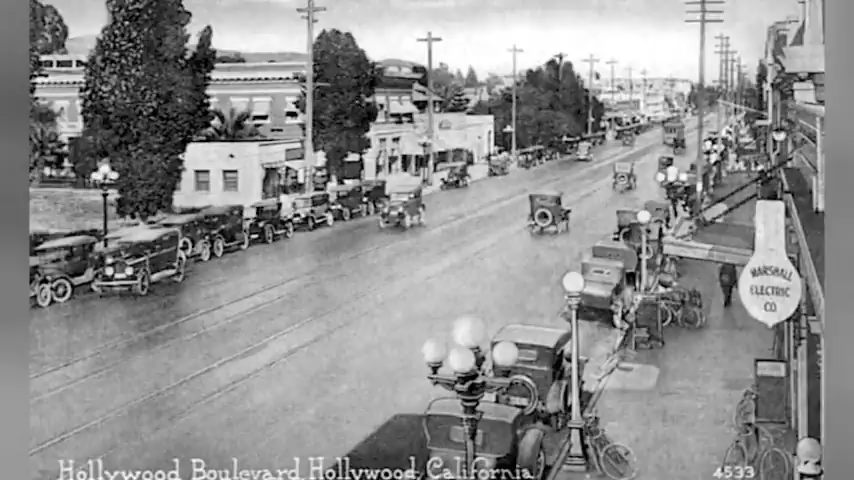 MARSHALL
ELECTRIC
CO
Hollywood Boulevard, Hollywood, California
4533